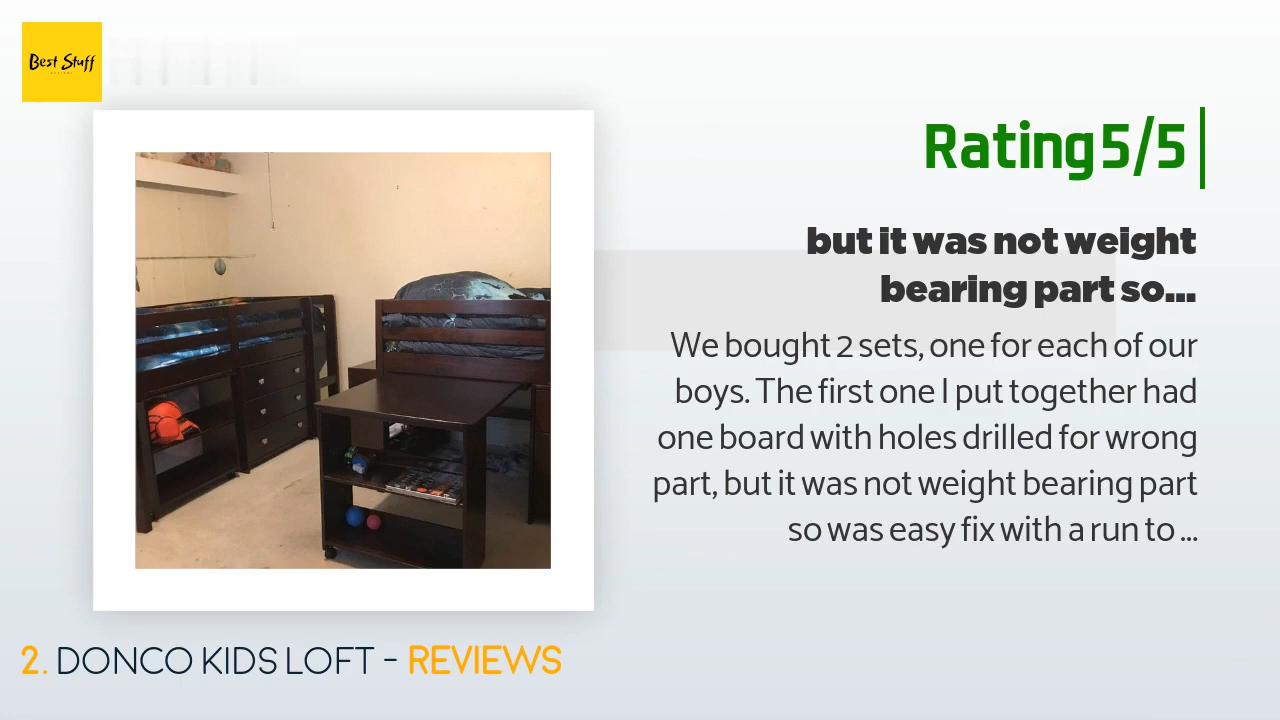 Best Stuff
Rating 5/5
but it was not weight
bearing part so...
We bought 2 sets, one for each of our
boys. The first one I put together had
one board with holes drilled for wrong
part, but it was not weight bearing part
so was easy fix with a run to ...
2. DONCO KIDS LOFT - REVIEWS